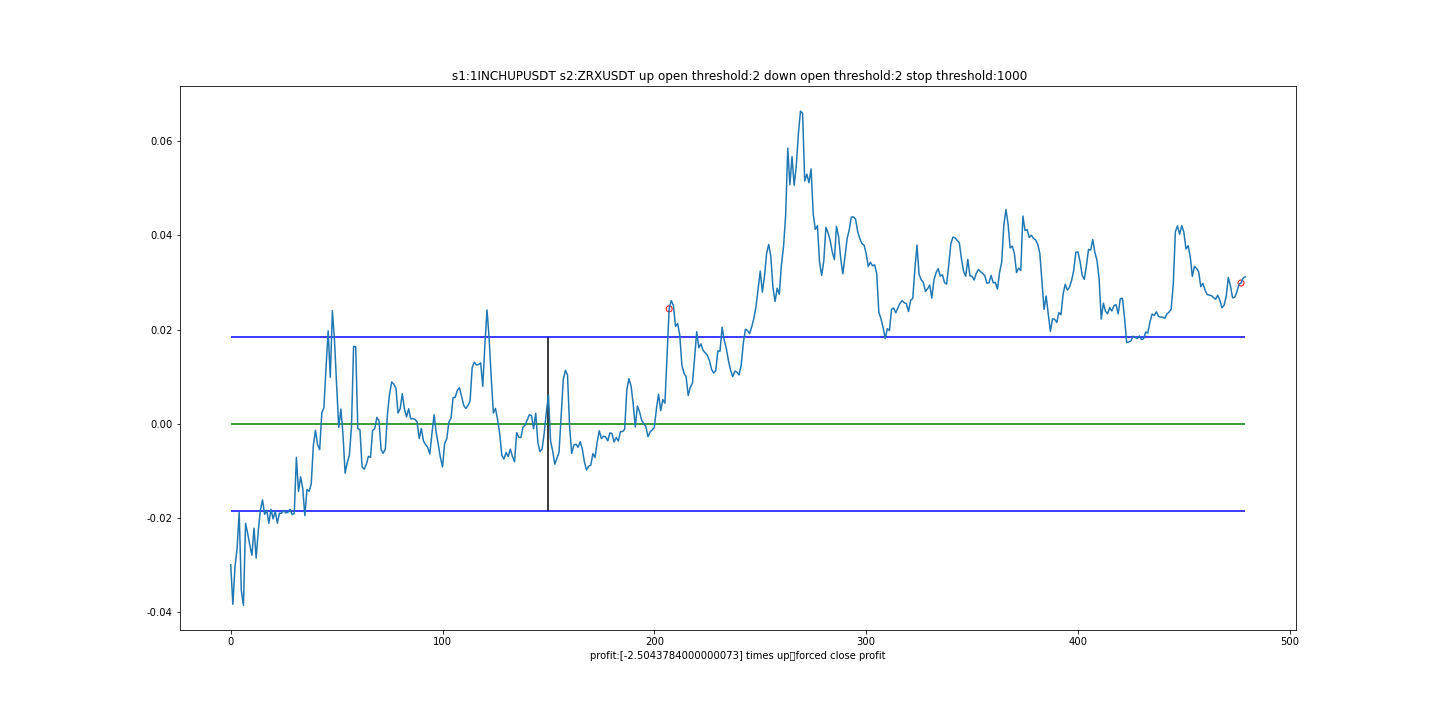 s1:1INCHUPUSDT s2:ZRXUSDT up open threshold:2 down open threshold:2 stop threshold:1000
0.06
0.04
0.02
0.00
-0.02
-0.04
0 100 200 300 400 500
profit:[-2.5043784000000073] times up▯forced close profit